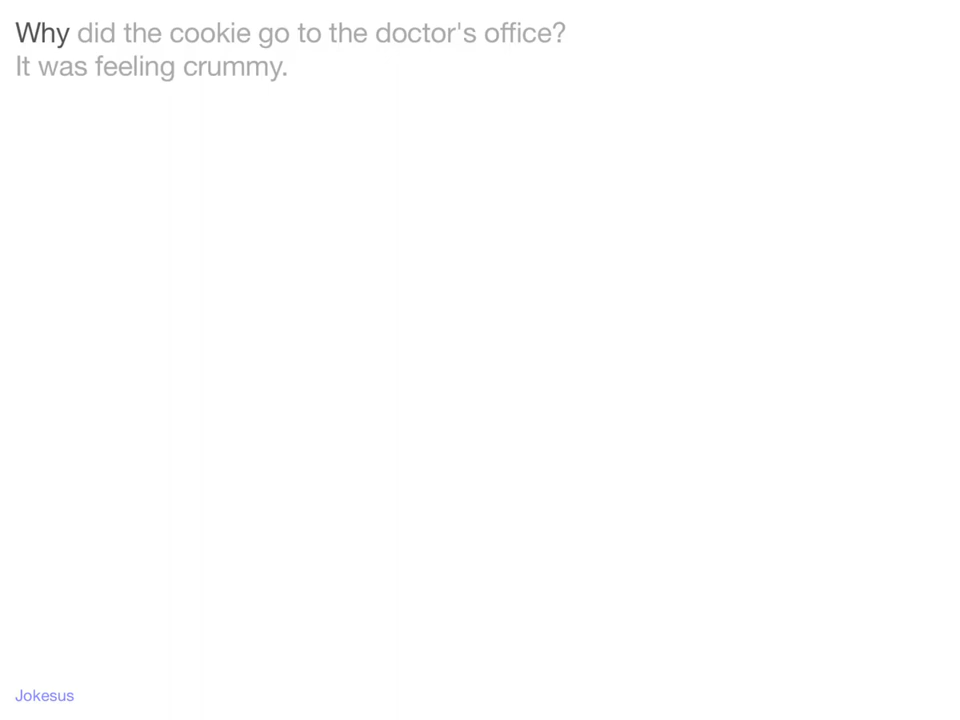 Why did the cookie go to the doctor's office?
It was feeling crummy.
Jokesus